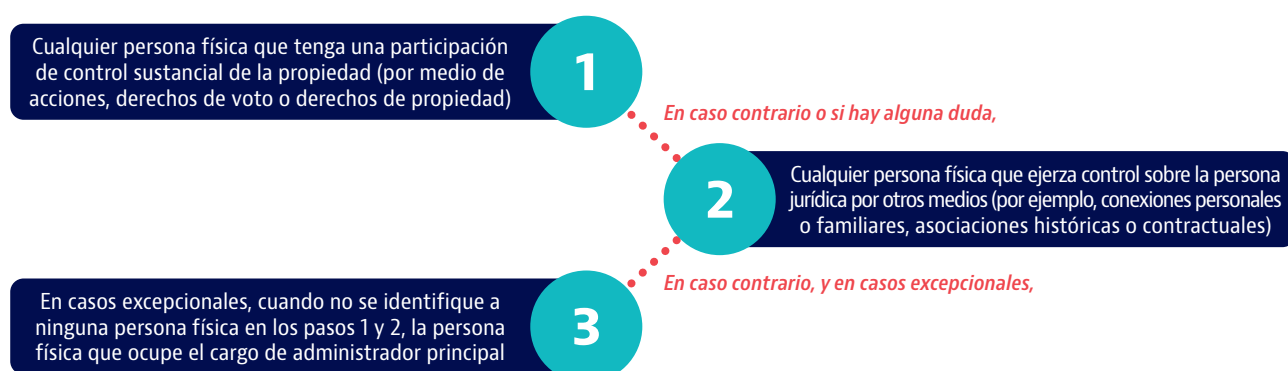 Cualquier persona física que tenga una participación
de control sustancial de la propiedad (por medio de
acciones, derechos de voto o derechos de propiedad)
1
En caso contrario o si hay alguna duda,
2
Cualquier persona física que ejerza control sobre la persona
jurídica por otros medios (por ejemplo, conexiones personales
o familiares, asociaciones históricas o contractuales)
En caso contrario, y en casos excepcionales,
En casos excepcionales, cuando no se identifique a
ninguna persona física en los pasos 1 y 2, la persona
física que ocupe el cargo de administrador principal
3